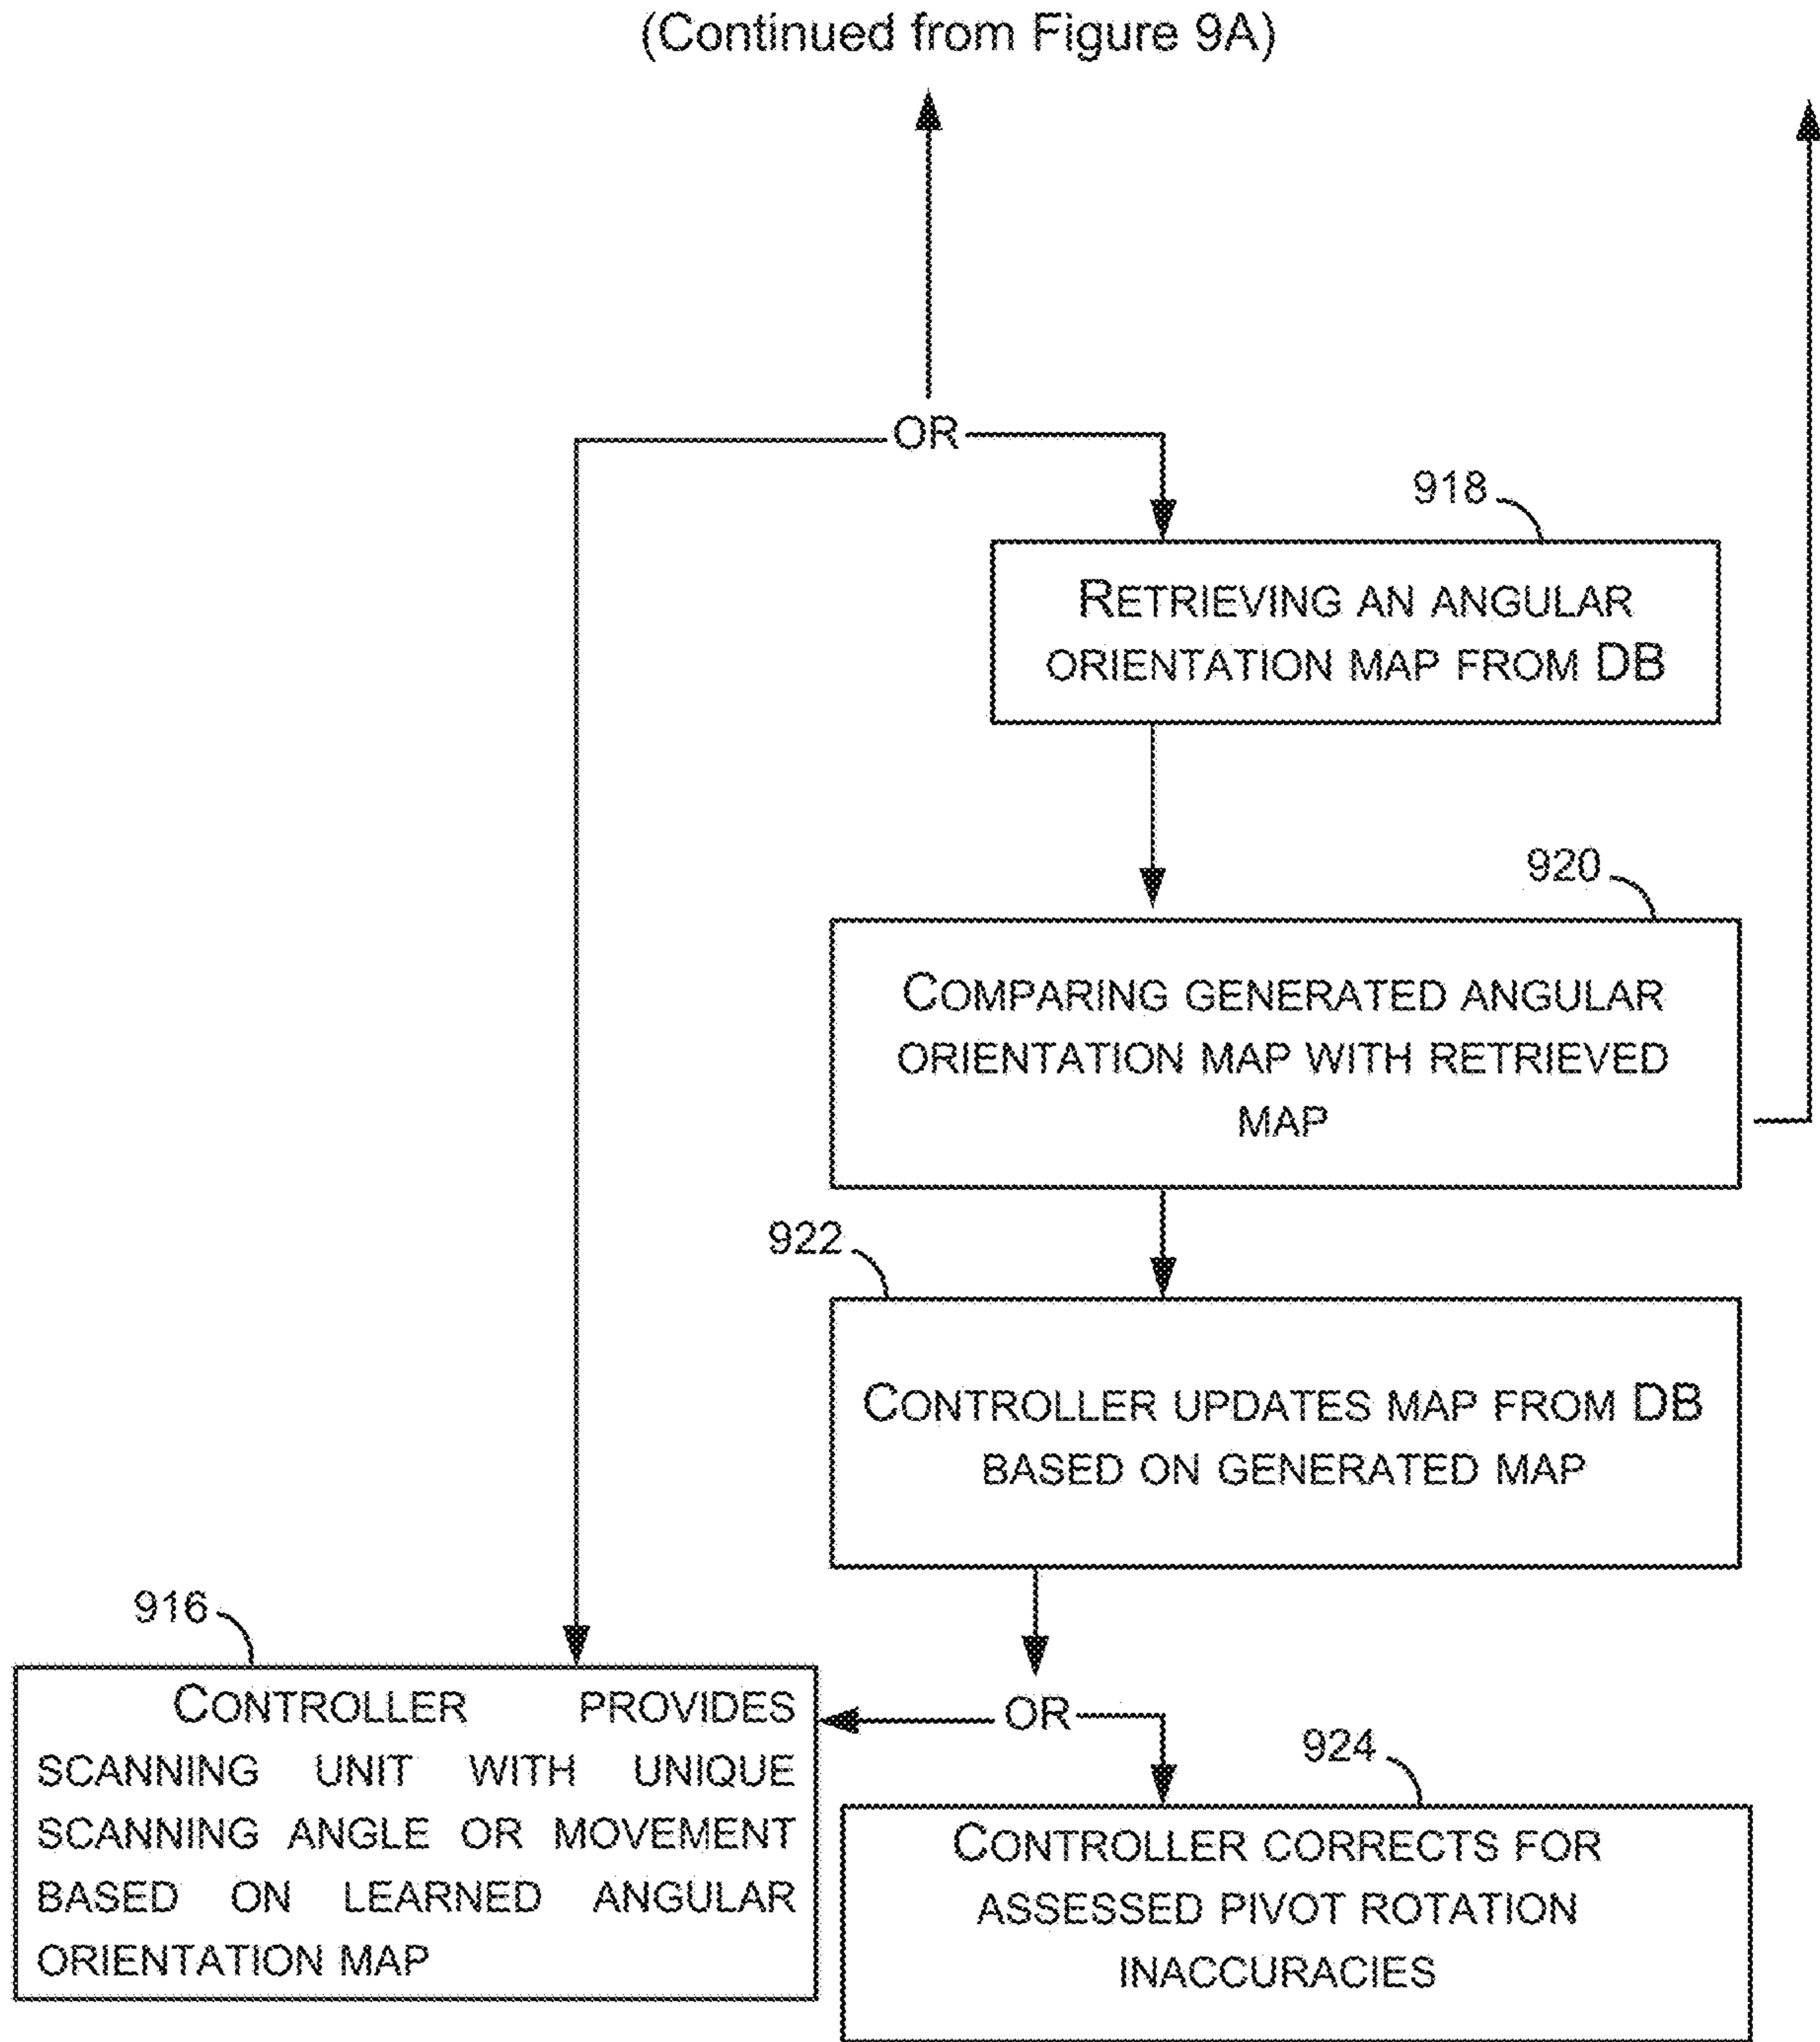 (Continued from Figure 9A)
OR
918
RETRIEVING AN ANGULAR
ORIENTATION MAP FROM DB
920
COMPARING GENERATED ANGULAR
ORIENTATION MAP WITH RETRIEVED
MAP
922
CONTROLLER UPDATES MAP FROM DB
BASED ON GENERATED MAP
916
CONTROLLER PROVIDES
SCANNING UNIT WITH UNIQUE
SCANNING ANGLE OR MOVEMENT
BASED ON LEARNED ANGULAR
ORIENTATION MAP
OR
924
CONTROLLER CORRECTS FOR
ASSESSED PIVOT ROTATION
INACCURACIES